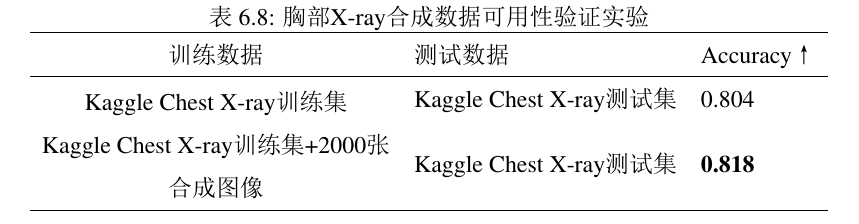 表 6.8: 胸部X-ray合成数据可用性验证实验
训练数据 测试数据 Accuracy↑
Kaggle Chest X-ray训练集 Kaggle Chest X-ray测试集 0.804
Kaggle Chest X-ray训练集+2000张
合成图像 Kaggle Chest X-ray测试集 0.818